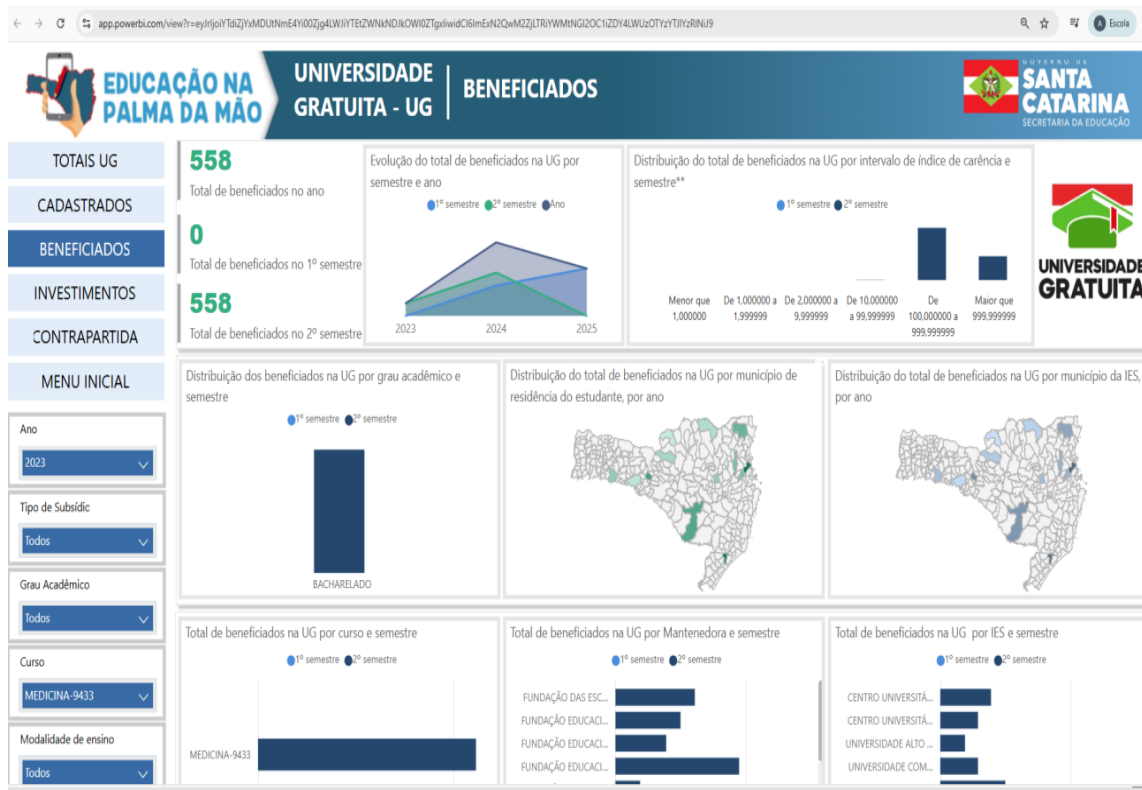 app.powerbi.com
Escola
EDUCAÇÃO NA
PALMA DA MÃO
UNIVERSIDADE
GRATUITA - UG
BENEFICIADOS
GOVERNO DE
SANTA
CATARINA
SECRETARIA DA EDUCAÇÃO
TOTAIS UG
CADASTRADOS
BENEFICIADOS
INVESTIMENTOS
CONTRAPARTIDA
MENU INICIAL
Ano
2023
Tipo de Subsídic
Todos
Grau Acadêmico
Todos
Curso
MEDICINA-9433
Modalidade de ensino
Todos
558
Total de beneficiados no ano
0
Total de beneficiados no 1º semestre
558
Total de beneficiados no 2º semestre
Evolução do total de beneficiados na UG por
semestre e ano
1º semestre 2º semestre Ano
2023 2024 2025
Distribuição do total de beneficiados na UG por intervalo de índice de carência e
semestre**
1º semestre 2º semestre
Menor que
1,000000
De 1,000000 a
1,999999
De 2,000000 a
9,999999
De 10,000000
a 99,999999
De
100,000000 a
999,999999
Maior que
999,999999
UNIVERSIDADE
GRATUITA
Distribuição dos beneficiados na UG por grau acadêmico e
semestre
1º semestre 2º semestre
BACHARELADO
Distribuição do total de beneficiados na UG por município de
residência do estudante, por ano
Distribuição do total de beneficiados na UG por município da IES,
por ano
Total de beneficiados na UG por curso e semestre
1º semestre 2º semestre
MEDICINA-9433
Total de beneficiados na UG por Mantenedora e semestre
1º semestre 2º semestre
FUNDAÇÃO DAS ESC...
FUNDAÇÃO EDUCACI...
FUNDAÇÃO EDUCACI...
FUNDAÇÃO EDUCACI...
Total de beneficiados na UG por IES e semestre
1º semestre 2º semestre
CENTRO UNIVERSITÁ...
CENTRO UNIVERSITÁ...
UNIVERSIDADE ALTO ...
UNIVERSIDADE COM...